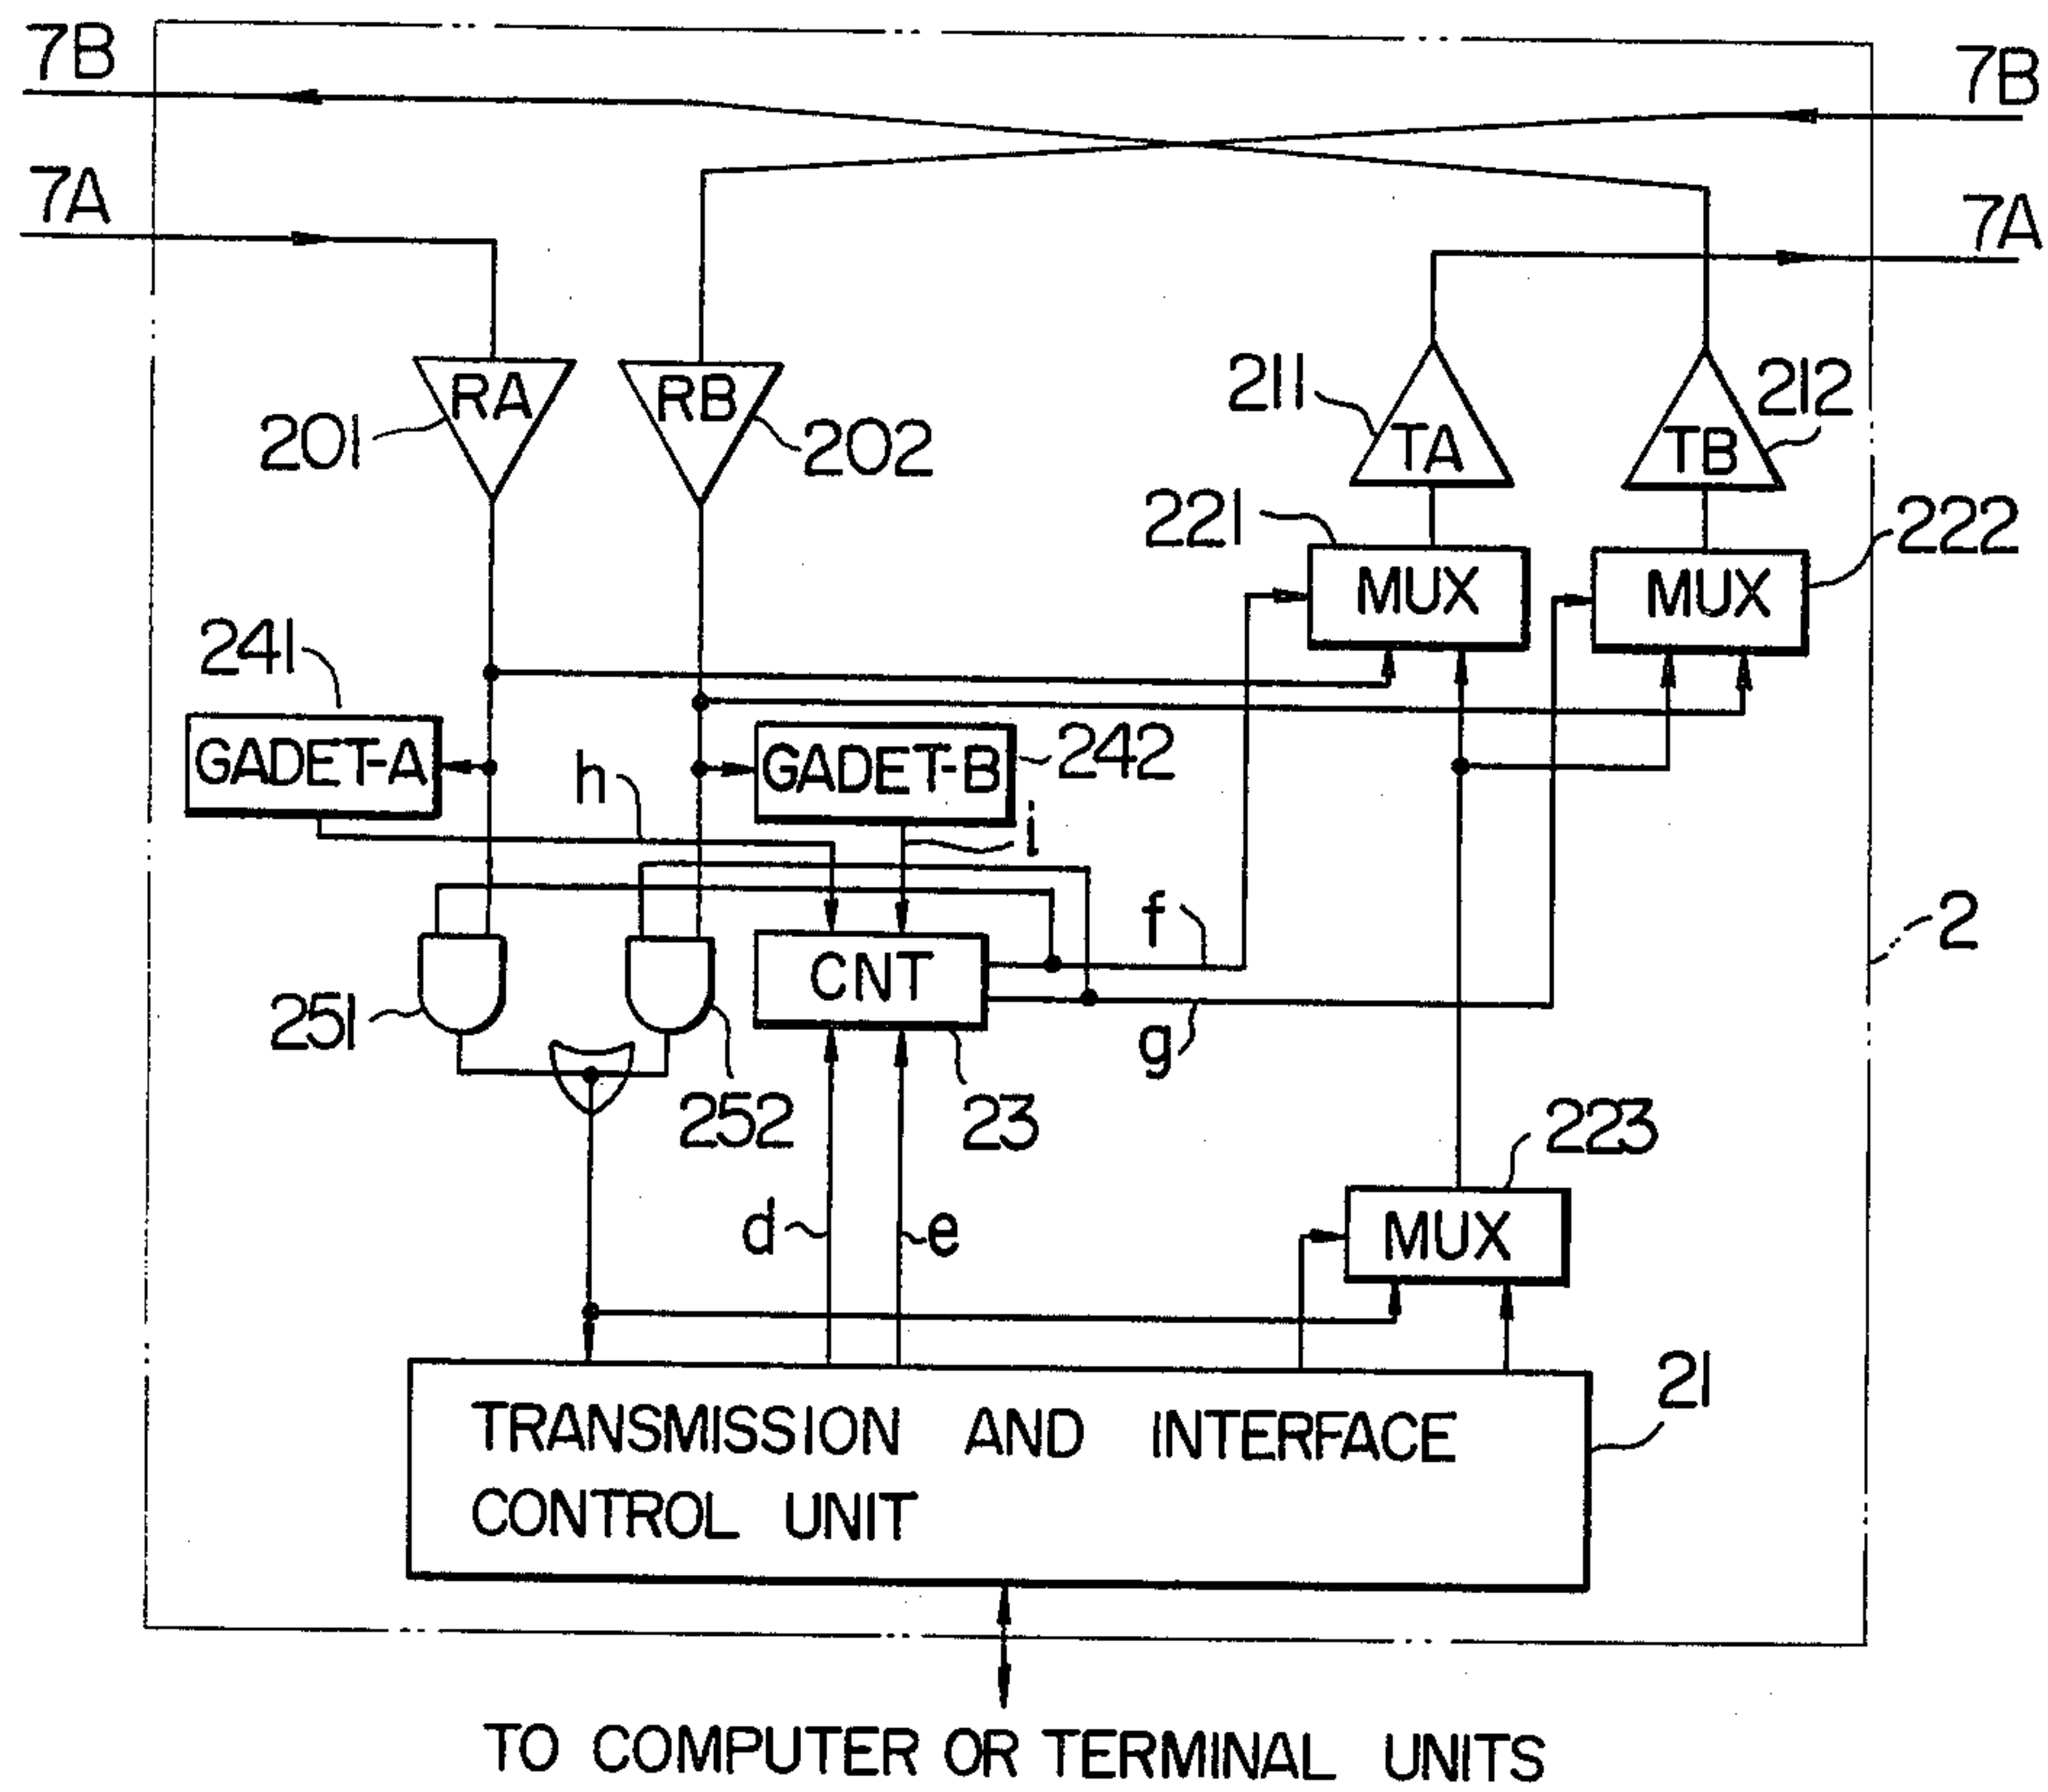 7B
7B
7A
7A
RA
RB
201
202
211
212
TA
TB
221
222
MUX
MUX
241
GADET-A
h
GADET-B
242
i
f
CNT
2
251
g
252
23
223
d
e
MUX
21
TRANSMISSION AND INTERFACE
CONTROL UNIT
TO COMPUTER OR TERMINAL UNITS